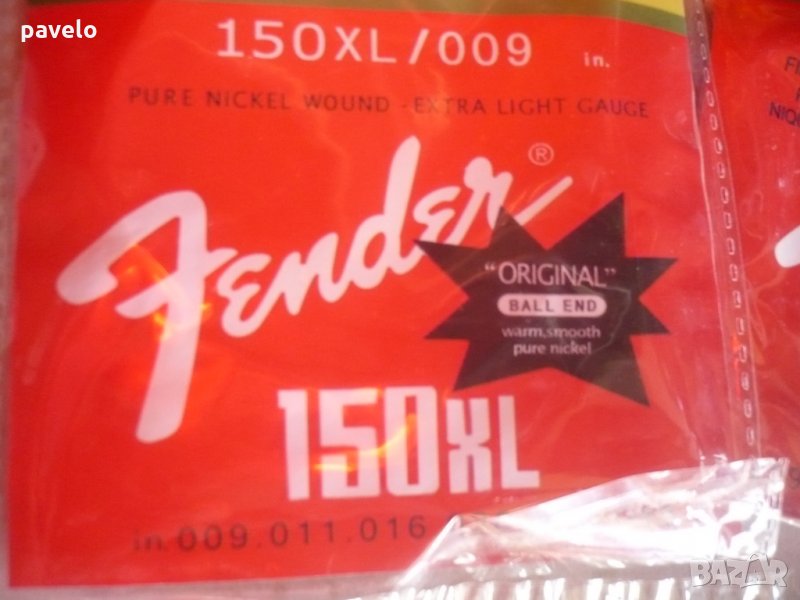 pavelo
150XL/009 in.
PURE NICKEL WOUND - EXTRA LIGHT GAUGE
Fender®
"ORIGINAL"
BALL END
warm,smooth
pure nickel
150XL
in.009.011.016
BAZAR